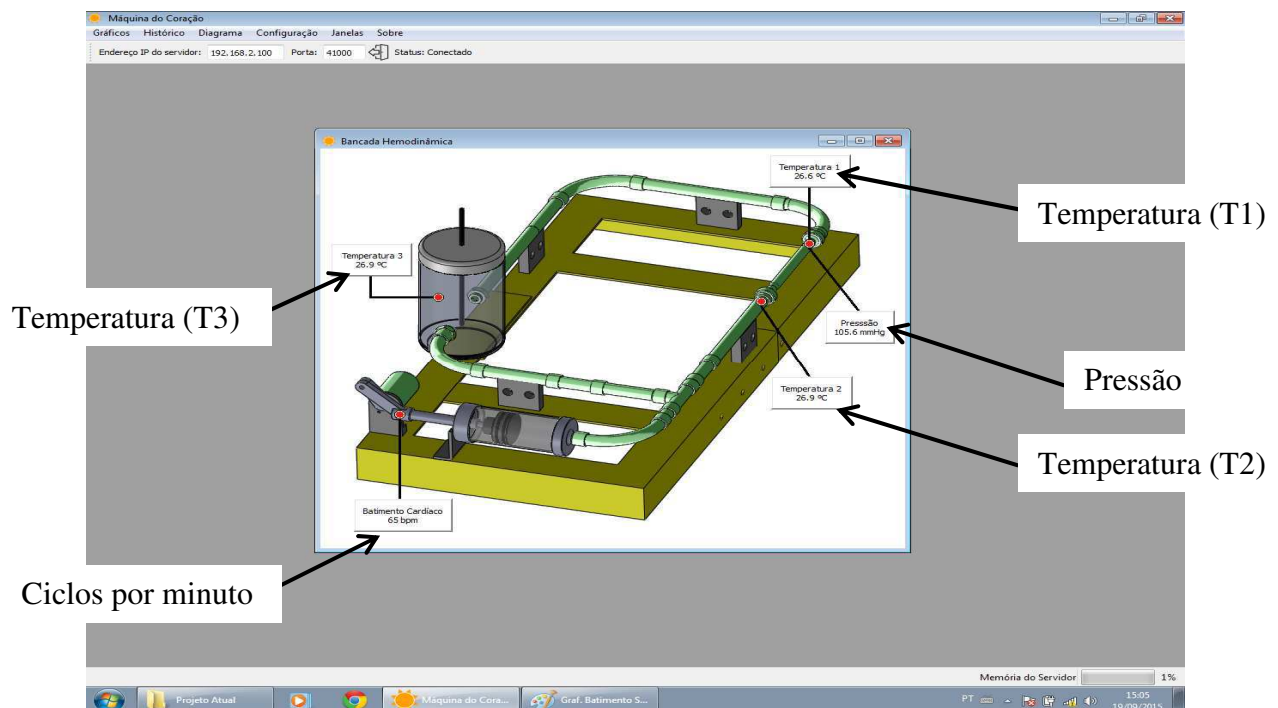 Máquina do Coração
Gráficos Histórico Diagrama Configuração Janelas Sobre
Endereço IP do servidor: 192.168.2.100 Porta: 41000 Status: Conectado
Bancada Hemodinâmica
Temperatura 1
26.6 ºC
Temperatura (T1)
Temperatura 3
26.9 ºC
Temperatura (T3)
Presssão
105.6 mmHg
Pressão
Temperatura 2
26.9 ºC
Temperatura (T2)
Batimento Cardíaco
65 bpm
Ciclos por minuto
Memória do Servidor 1%
Projeto Atual Máquina do Cora... Graf. Batimento S... PT 15:05
19/09/2015